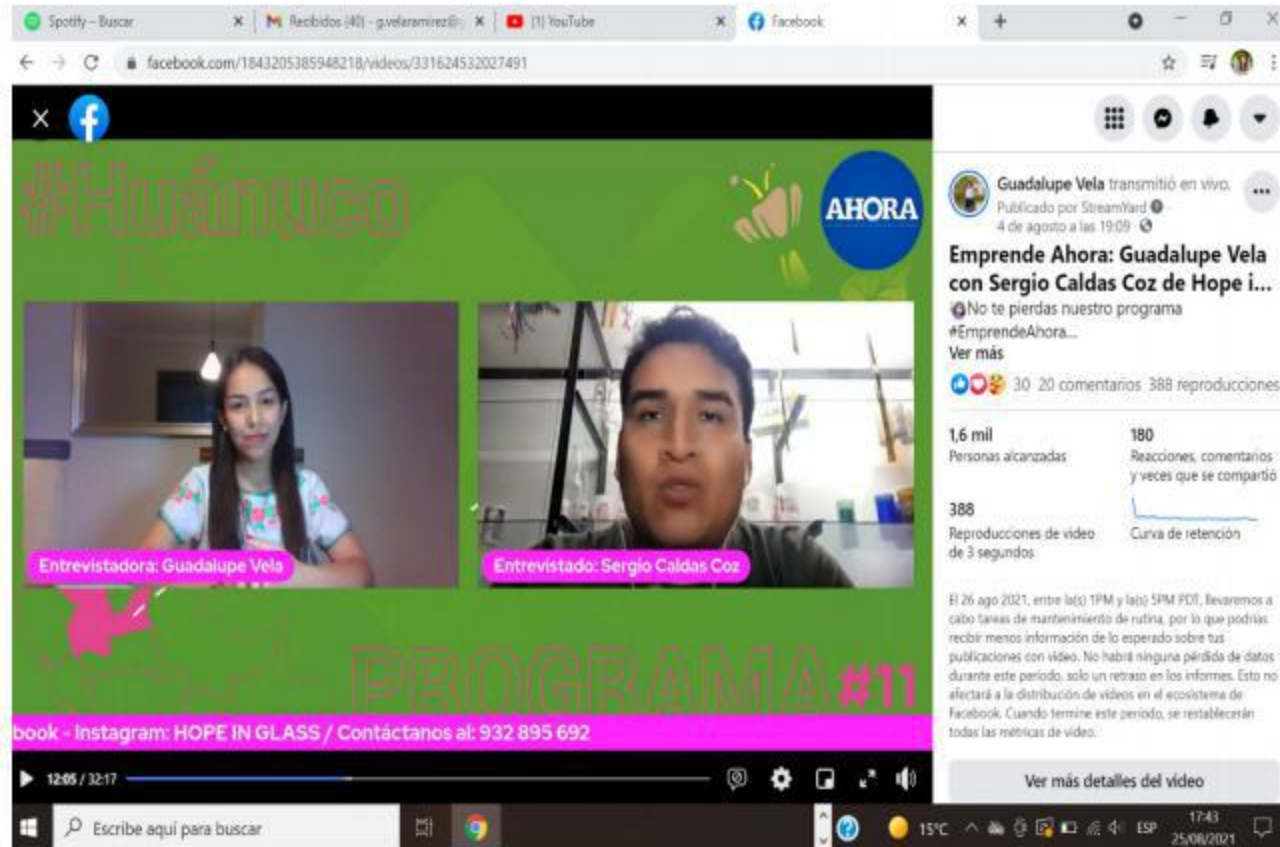 Spotify – Buscar
Recibidos (40) - g.velaramirez@
(1) YouTube
Facebook
facebook.com/1843205385948218/videos/331624532027491
#Huánuco
AHORA
Entrevistadora: Guadalupe Vela
Entrevistado: Sergio Caldas Coz
PROGRAMA #11
book - Instagram: HOPE IN GLASS / Contáctanos al: 932 895 692
12:05 / 32:17
Guadalupe Vela transmitió en vivo.
Publicado por StreamYard
4 de agosto a las 19:09
Emprende Ahora: Guadalupe Vela
con Sergio Caldas Coz de Hope i...
No te pierdas nuestro programa
#EmprendeAhora...
Ver más
30 20 comentarios 388 reproducciones
1,6 mil
Personas alcanzadas
180
Reacciones, comentarios
y veces que se compartió
388
Reproducciones de video
de 3 segundos
Curva de retención
El 26 ago 2021, entre la(s) 1PM y la(s) 5PM PDT, llevaremos a
cabo tareas de mantenimiento de rutina, por lo que podrías
recibir menos información de lo esperado sobre tus
publicaciones con video. No habrá ninguna pérdida de datos
durante este período, solo un retraso en los informes. Esto no
afectará a la distribución de videos en el ecosistema de
Facebook. Cuando termine este período, se restablecerán
todas las métricas de video.
Ver más detalles del video
Escribe aquí para buscar
15°C
ESP
17:43
25/08/2021